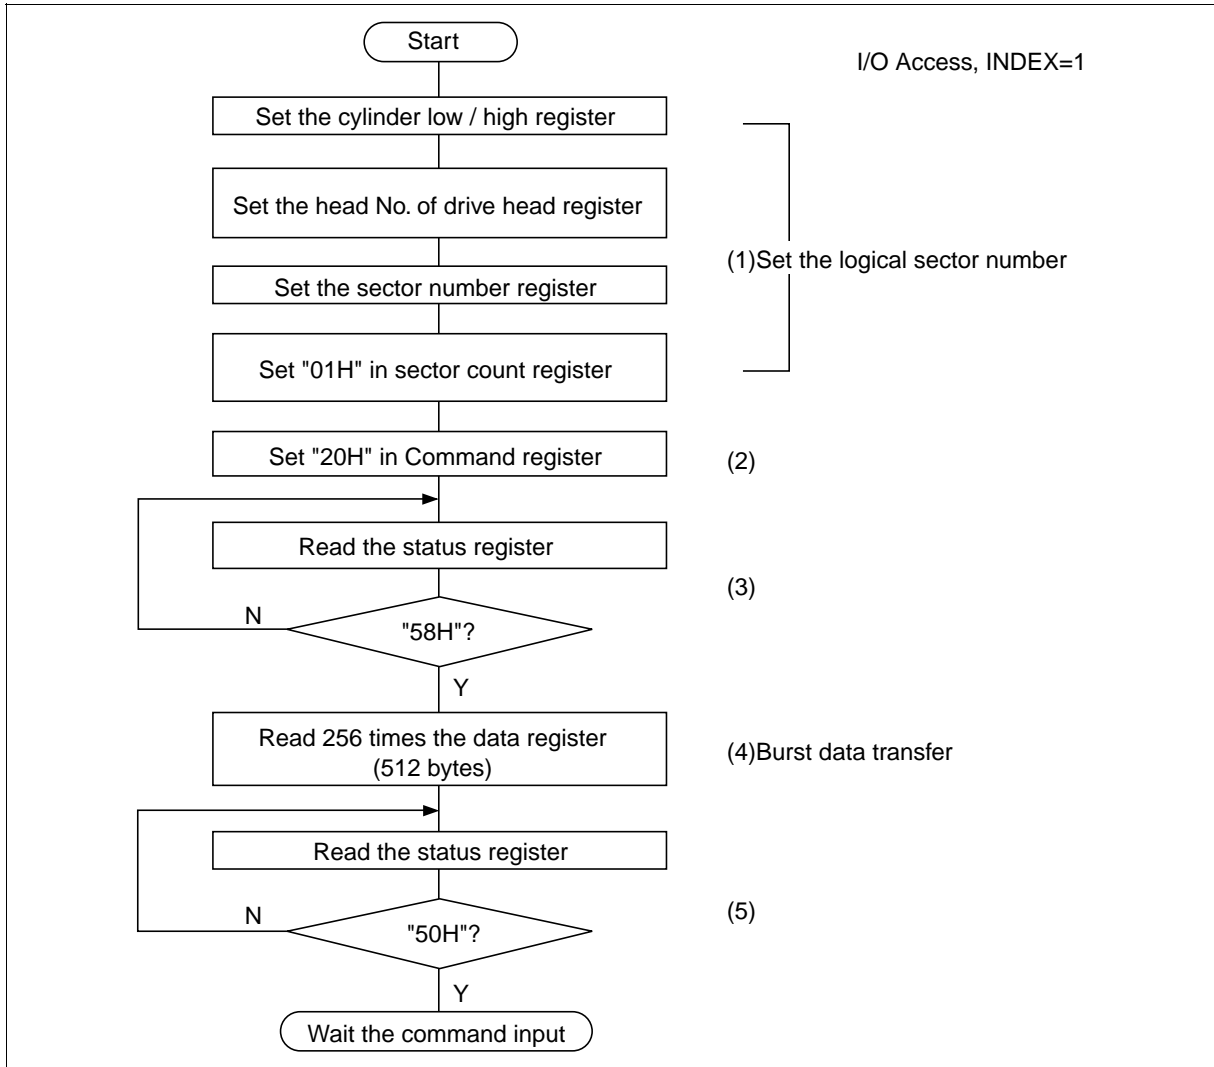 Start
I/O Access, INDEX=1
Set the cylinder low / high register
Set the head No. of drive head register
(1)Set the logical sector number
Set the sector number register
Set "01H" in sector count register
Set "20H" in Command register
(2)
Read the status register
(3)
N
"58H"?
Y
Read 256 times the data register
(512 bytes)
(4)Burst data transfer
Read the status register
N
(5)
"50H"?
Y
Wait the command input